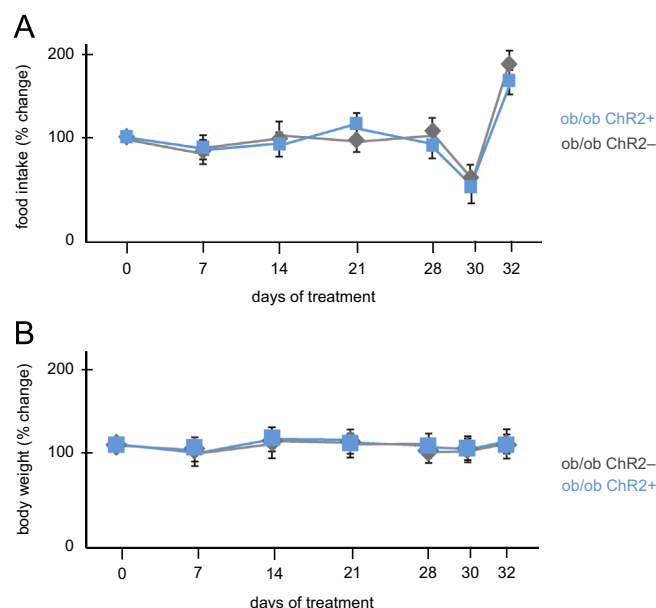 A
200
100
0
food intake (% change)
0 7 14 21 28 30 32
days of treatment
ob/ob ChR2+
ob/ob ChR2–
B
200
100
0
body weight (% change)
0 7 14 21 28 30 32
days of treatment
ob/ob ChR2–
ob/ob ChR2+